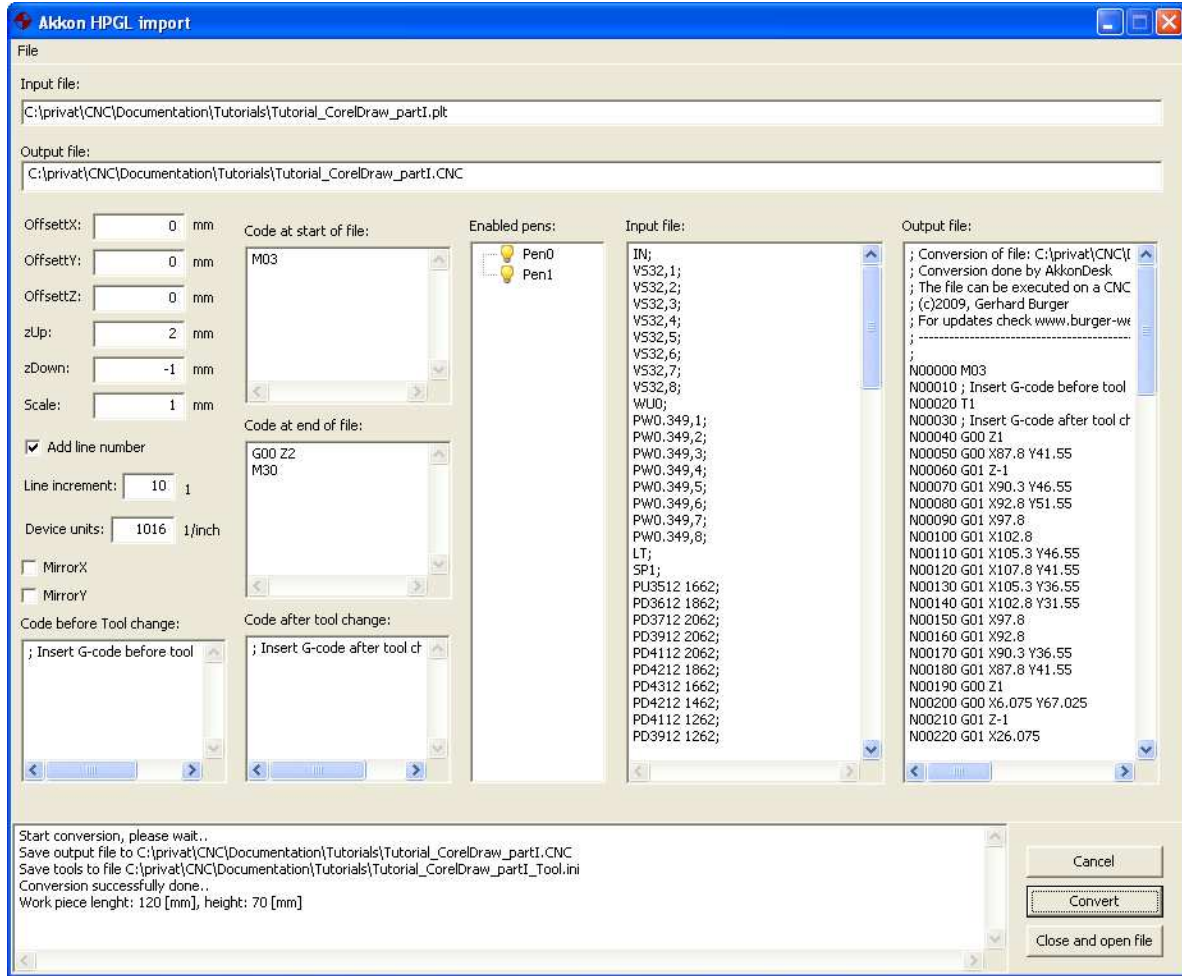 Akkon HPGL import
File
Input file:
C:\privat\CNC\Documentation\Tutorials\Tutorial_CorelDraw_partI.plt
Output file:
C:\privat\CNC\Documentation\Tutorials\Tutorial_CorelDraw_partI.CNC
OffsettX: 0 mm
OffsettY: 0 mm
OffsettZ: 0 mm
zUp: 2 mm
zDown: -1 mm
Scale: 1 mm
Add line number
Line increment: 10 1
Device units: 1016 1/inch
MirrorX
MirrorY
Code before Tool change:
; Insert G-code before tool
Code at start of file:
M03
Code at end of file:
G00 Z2
M30
Code after tool change:
; Insert G-code after tool ch
Enabled pens:
Pen0
Pen1
Input file:
IN;
VS32,1;
VS32,2;
VS32,3;
VS32,4;
VS32,5;
VS32,6;
VS32,7;
VS32,8;
WU0;
PW0.349,1;
PW0.349,2;
PW0.349,3;
PW0.349,4;
PW0.349,5;
PW0.349,6;
PW0.349,7;
PW0.349,8;
LT;
SP1;
PU3512 1662;
PD3612 1862;
PD3712 2062;
PD3912 2062;
PD4112 2062;
PD4212 1862;
PD4312 1662;
PD4212 1462;
PD4112 1262;
PD3912 1262;
Output file:
; Conversion of file: C:\privat\CNC\
; Conversion done by AkkonDesk
; The file can be executed on a CNC
; (c)2009, Gerhard Burger
; For updates check www.burger-we
; ----------------------------------------
;
N00000 M03
N00010 ; Insert G-code before tool
N00020 T1
N00030 ; Insert G-code after tool ch
N00040 G00 Z1
N00050 G00 X87.8 Y41.55
N00060 G01 Z-1
N00070 G01 X90.3 Y46.55
N00080 G01 X92.8 Y51.55
N00090 G01 X97.8
N00100 G01 X102.8
N00110 G01 X105.3 Y46.55
N00120 G01 X107.8 Y41.55
N00130 G01 X105.3 Y36.55
N00140 G01 X102.8 Y31.55
N00150 G01 X97.8
N00160 G01 X92.8
N00170 G01 X90.3 Y36.55
N00180 G01 X87.8 Y41.55
N00190 G00 Z1
N00200 G00 X6.075 Y67.025
N00210 G01 Z-1
N00220 G01 X26.075
Start conversion, please wait..
Save output file to C:\privat\CNC\Documentation\Tutorials\Tutorial_CorelDraw_partI.CNC
Save tools to file C:\privat\CNC\Documentation\Tutorials\Tutorial_CorelDraw_partI_Tool.ini
Conversion successfully done..
Work piece lenght: 120 [mm], height: 70 [mm]
Cancel
Convert
Close and open file